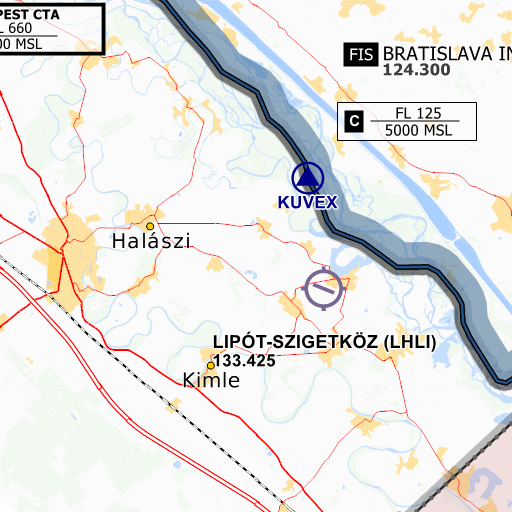 PEST CTA
L 660
00 MSL
FIS BRATISLAVA IN
124.300
C FL 125
5000 MSL
KUVEX
Halászi
LIPÓT-SZIGETKÖZ (LHLI)
133.425
Kimle